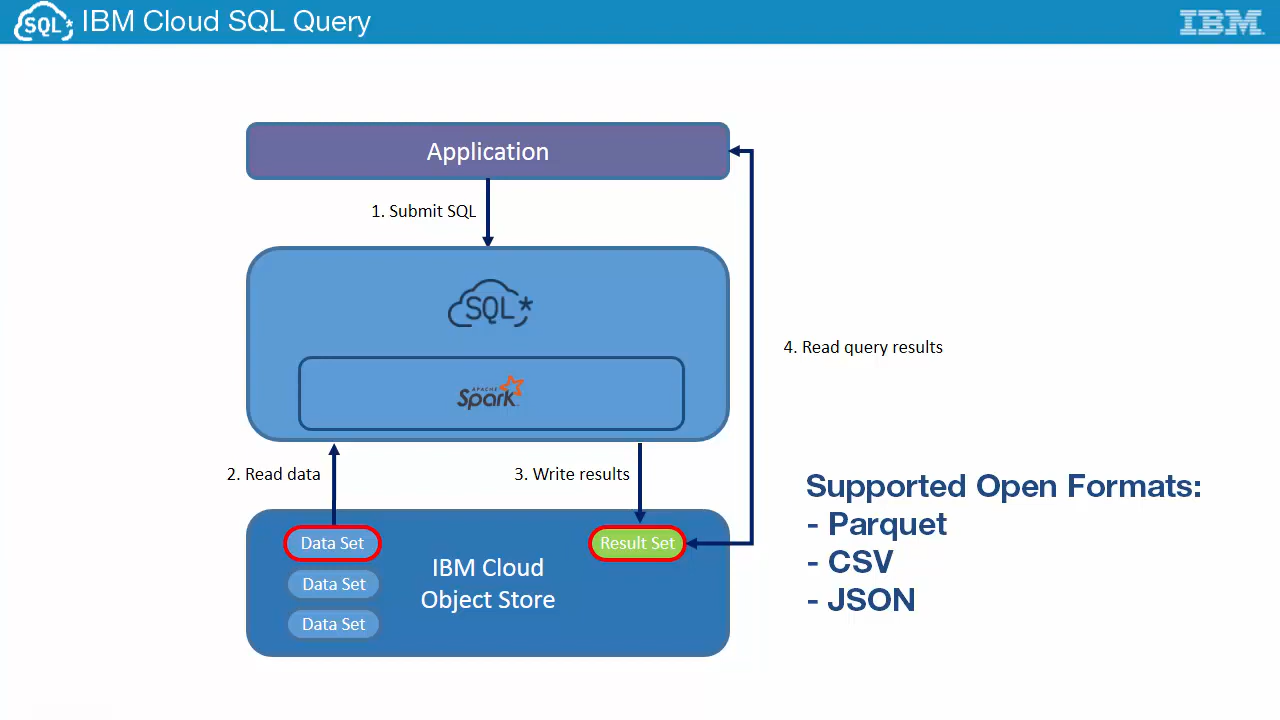 SQL* IBM Cloud SQL Query
IBM
Application
1. Submit SQL
SQL*
APACHE
Spark
4. Read query results
2. Read data
3. Write results
Supported Open Formats:
- Parquet
- CSV
- JSON
Data Set
Result Set
IBM Cloud
Object Store
Data Set
Data Set